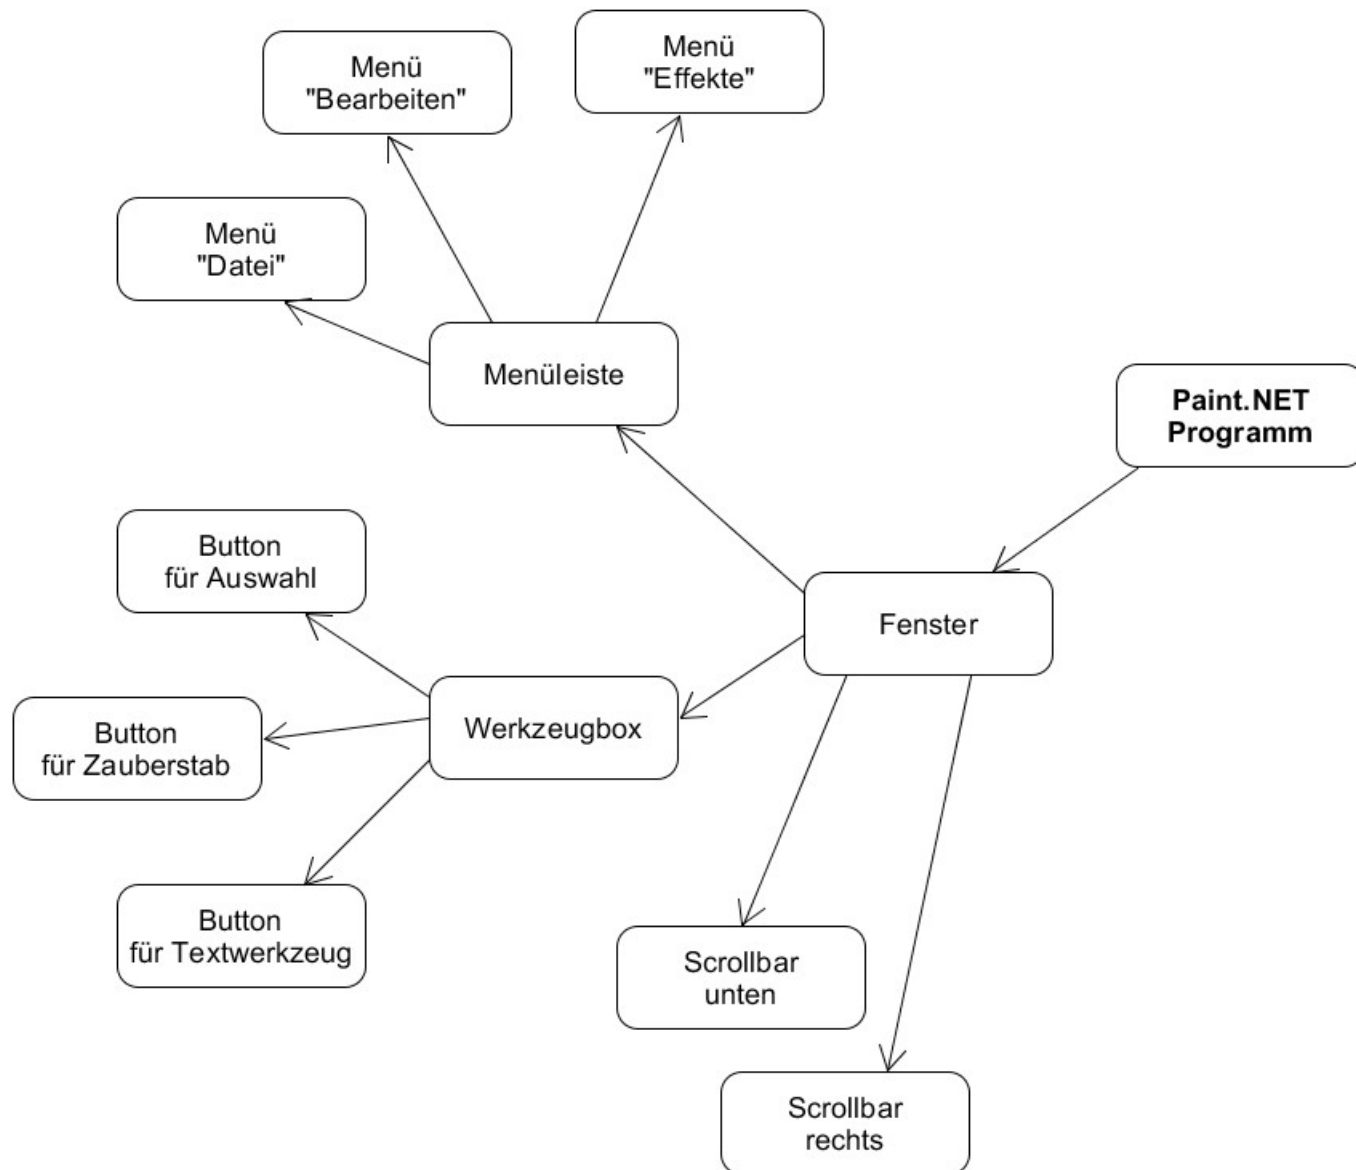 Menü
"Effekte"
Menü
"Bearbeiten"
Menü
"Datei"
Menüleiste
Paint.NET
Programm
Button
für Auswahl
Fenster
Werkzeugbox
Button
für Zauberstab
Button
für Textwerkzeug
Scrollbar
unten
Scrollbar
rechts